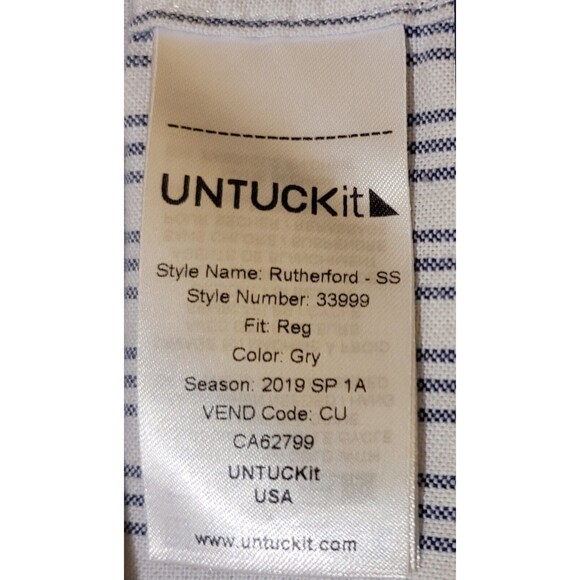 UNTUCKit
Style Name: Rutherford - SS
Style Number: 33999
Fit: Reg
Color: Gry
Season: 2019 SP 1A
VEND Code: CU
CA62799
UNTUCKit
USA
www.untuckit.com